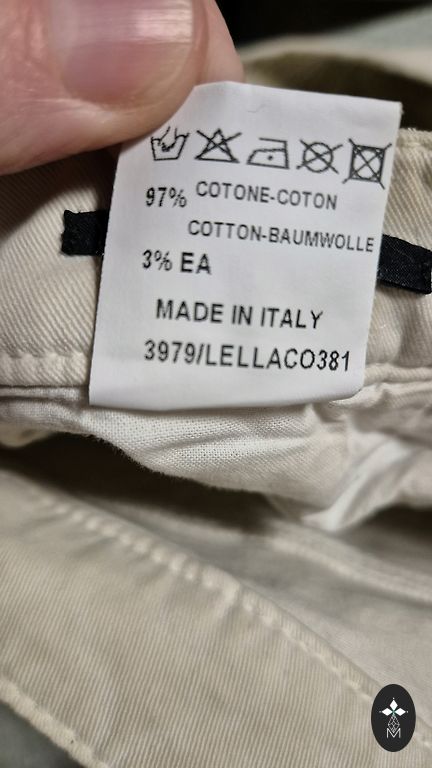 97% COTONE-COTON
COTTON-BAUMWOLLE
3% EA
MADE IN ITALY
3979/LELLACO381
M